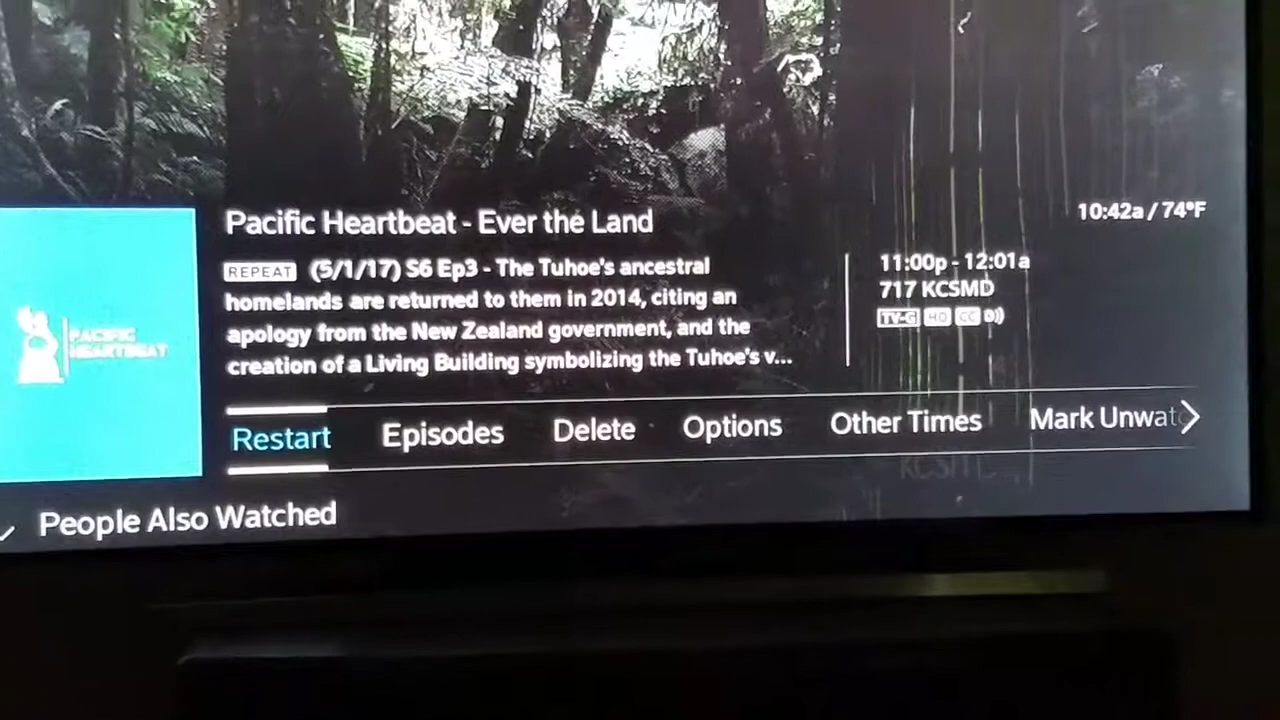 Pacific Heartbeat - Ever the Land
10:42a / 74°F
REPEAT (5/1/17) S6 Ep3 - The Tuhoe's ancestral
homelands are returned to them in 2014, citing an
apology from the New Zealand government, and the
creation of a Living Building symbolizing the Tuhoe's v...
11:00p - 12:01a
717 KCSMD
TV-G HD CC
PACIFIC
HEARTBEAT
Restart Episodes Delete Options Other Times Mark Unwatc
People Also Watched